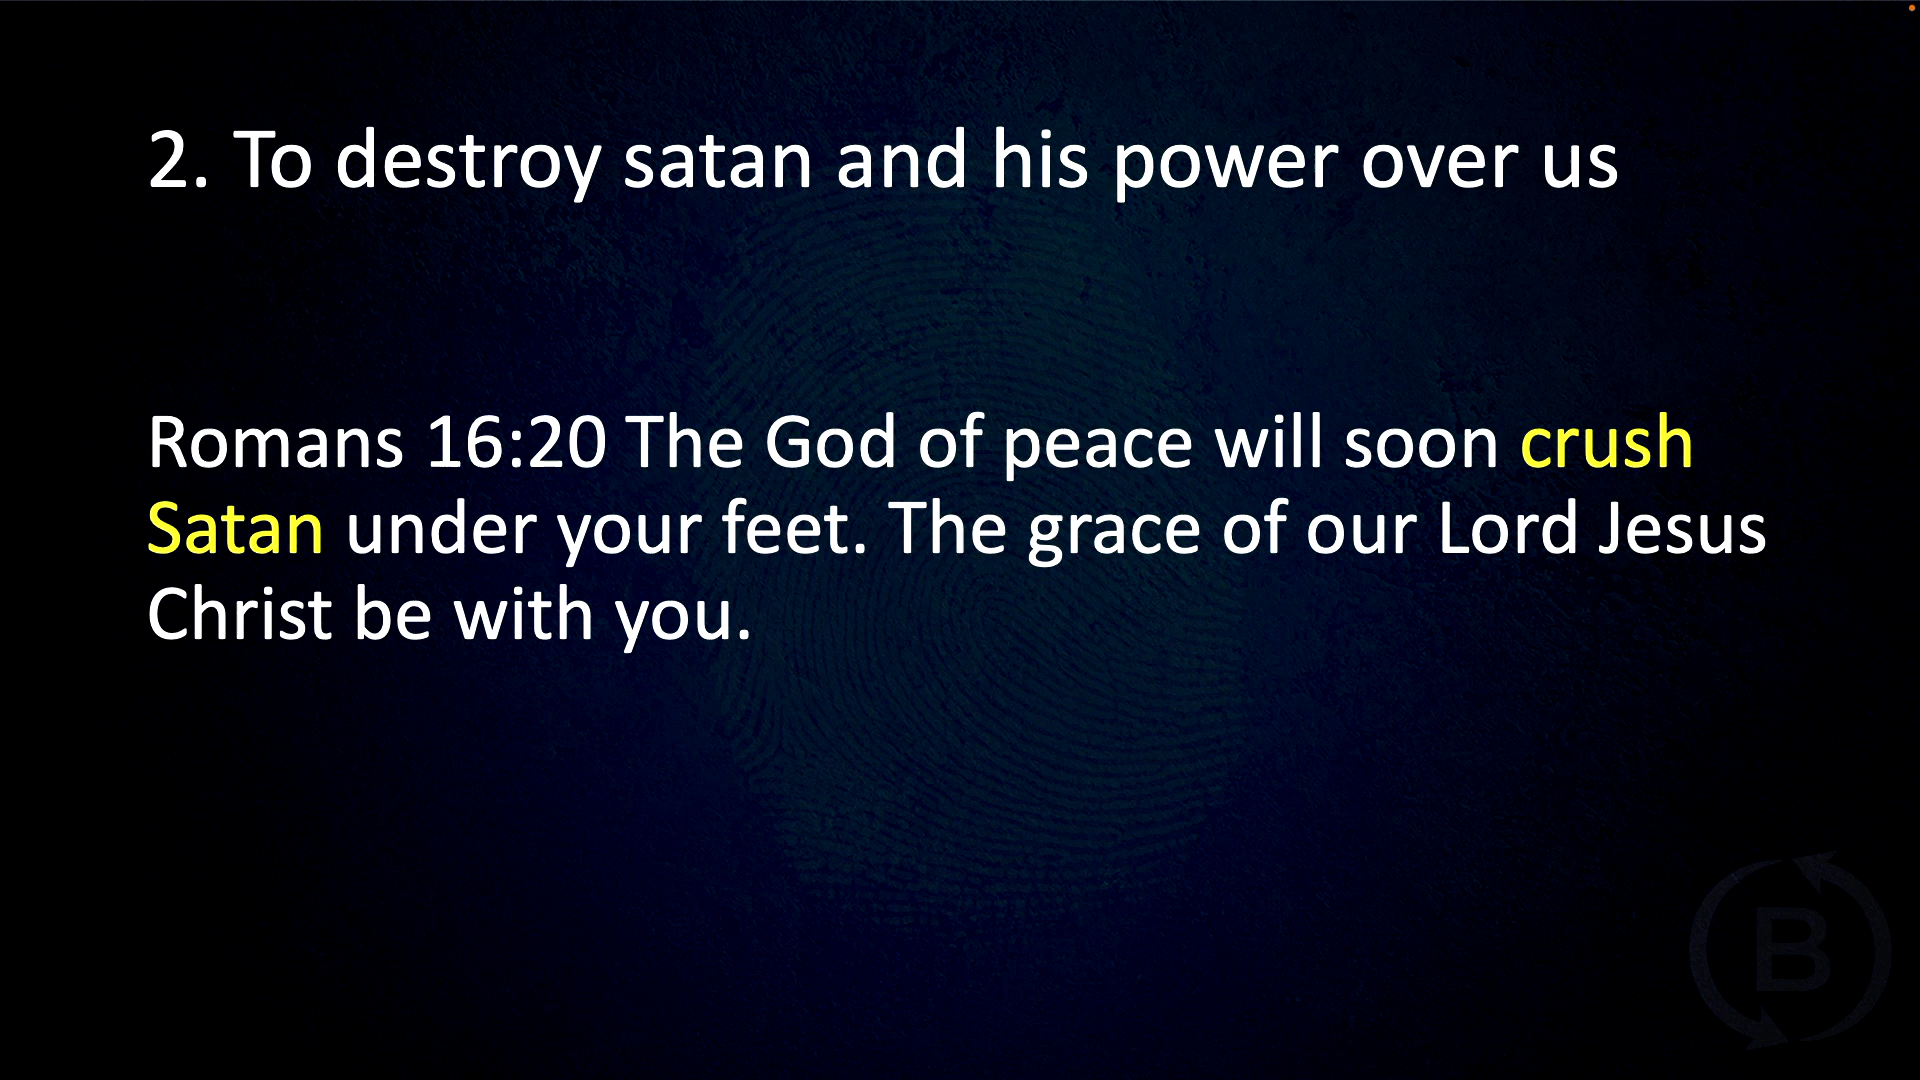 2. To destroy satan and his power over us
Romans 16:20 The God of peace will soon crush
Satan under your feet. The grace of our Lord Jesus
Christ be with you.
B